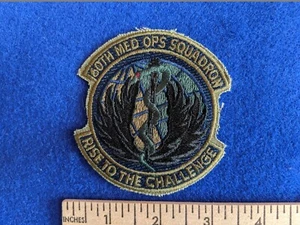 60TH MED OPS SQUADRON
RISE TO THE CHALLENGE
INCHES 1 2 3 4